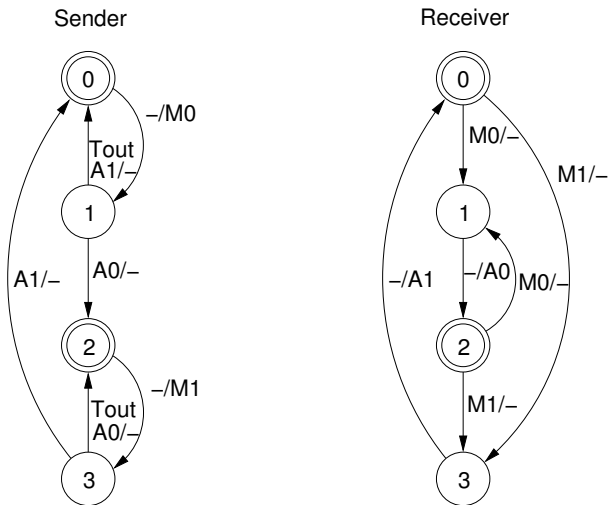 Sender
0
–/M0
Tout
A1/–
1
A1/–
A0/–
2
–/M1
Tout
A0/–
3
Receiver
0
M0/–
M1/–
1
–/A1
–/A0
M0/–
2
M1/–
3